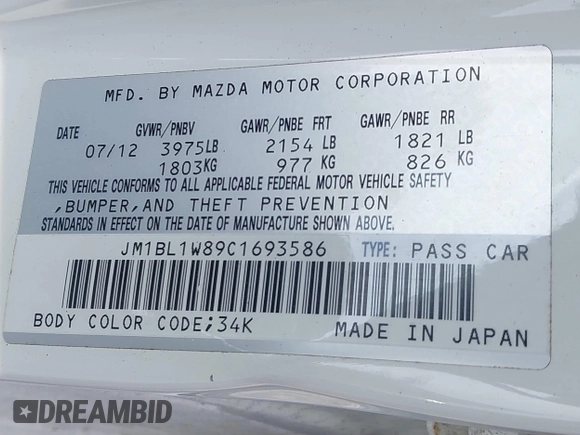 MFD. BY MAZDA MOTOR CORPORATION
DATE GVWR/PNBV GAWR/PNBE FRT GAWR/PNBE RR
07/12 3975LB 2154 LB 1821 LB
1803KG 977 KG 826 KG
THIS VEHICLE CONFORMS TO ALL APPLICABLE FEDERAL MOTOR VEHICLE SAFETY
,BUMPER,AND THEFT PREVENTION
STANDARDS IN EFFECT ON THE DATE OF MANUFACTURE SHOWN ABOVE.
JM1BL1W89C1693586 TYPE: PASS CAR
BODY COLOR CODE;34K MADE IN JAPAN
DREAMBID